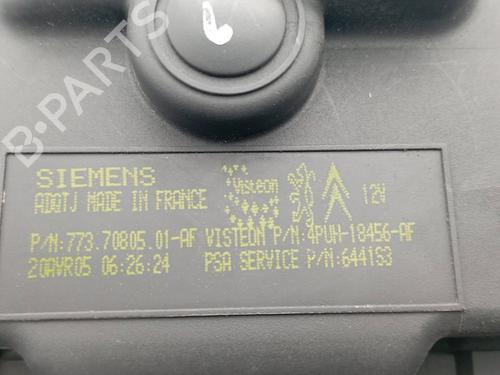 B-PARTS
SIEMENS
ADQTJ MADE IN FRANCE
Visteon
12V
P/N:773.70805.01-AF VISTEON P/N:4PUH-18456-AF
20AVR05 06:26:24 PSA SERVICE P/N:6441S3